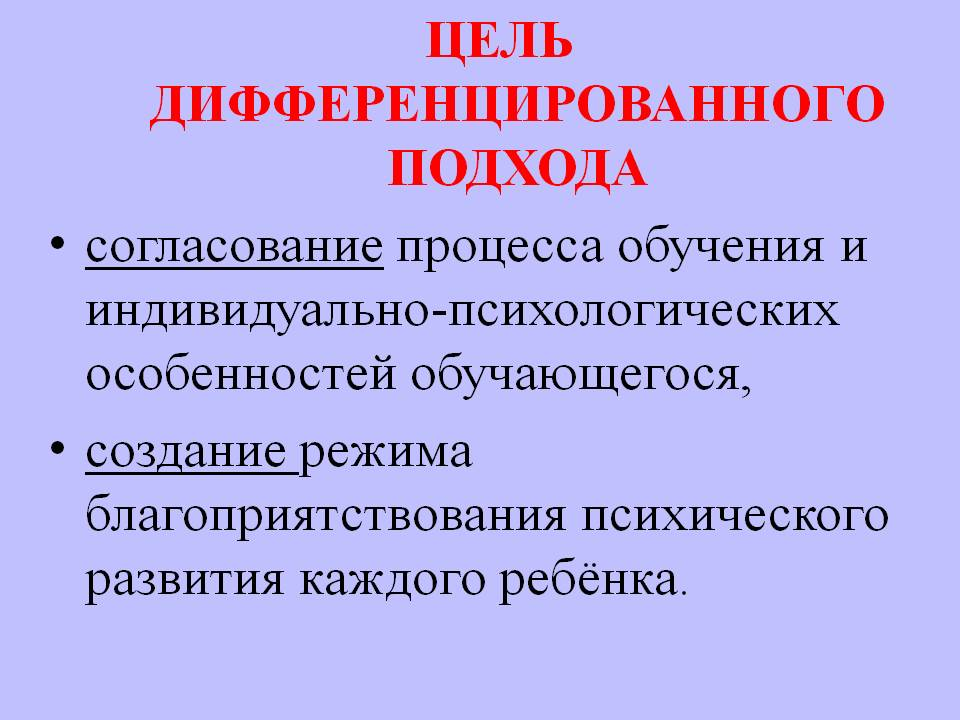 ЦЕЛЬ
ДИФФЕРЕНЦИРОВАННОГО
ПОДХОДА
• согласование процесса обучения и
индивидуально-психологических
особенностей обучающегося,
• создание режима
благоприятствования психического
развития каждого ребёнка.